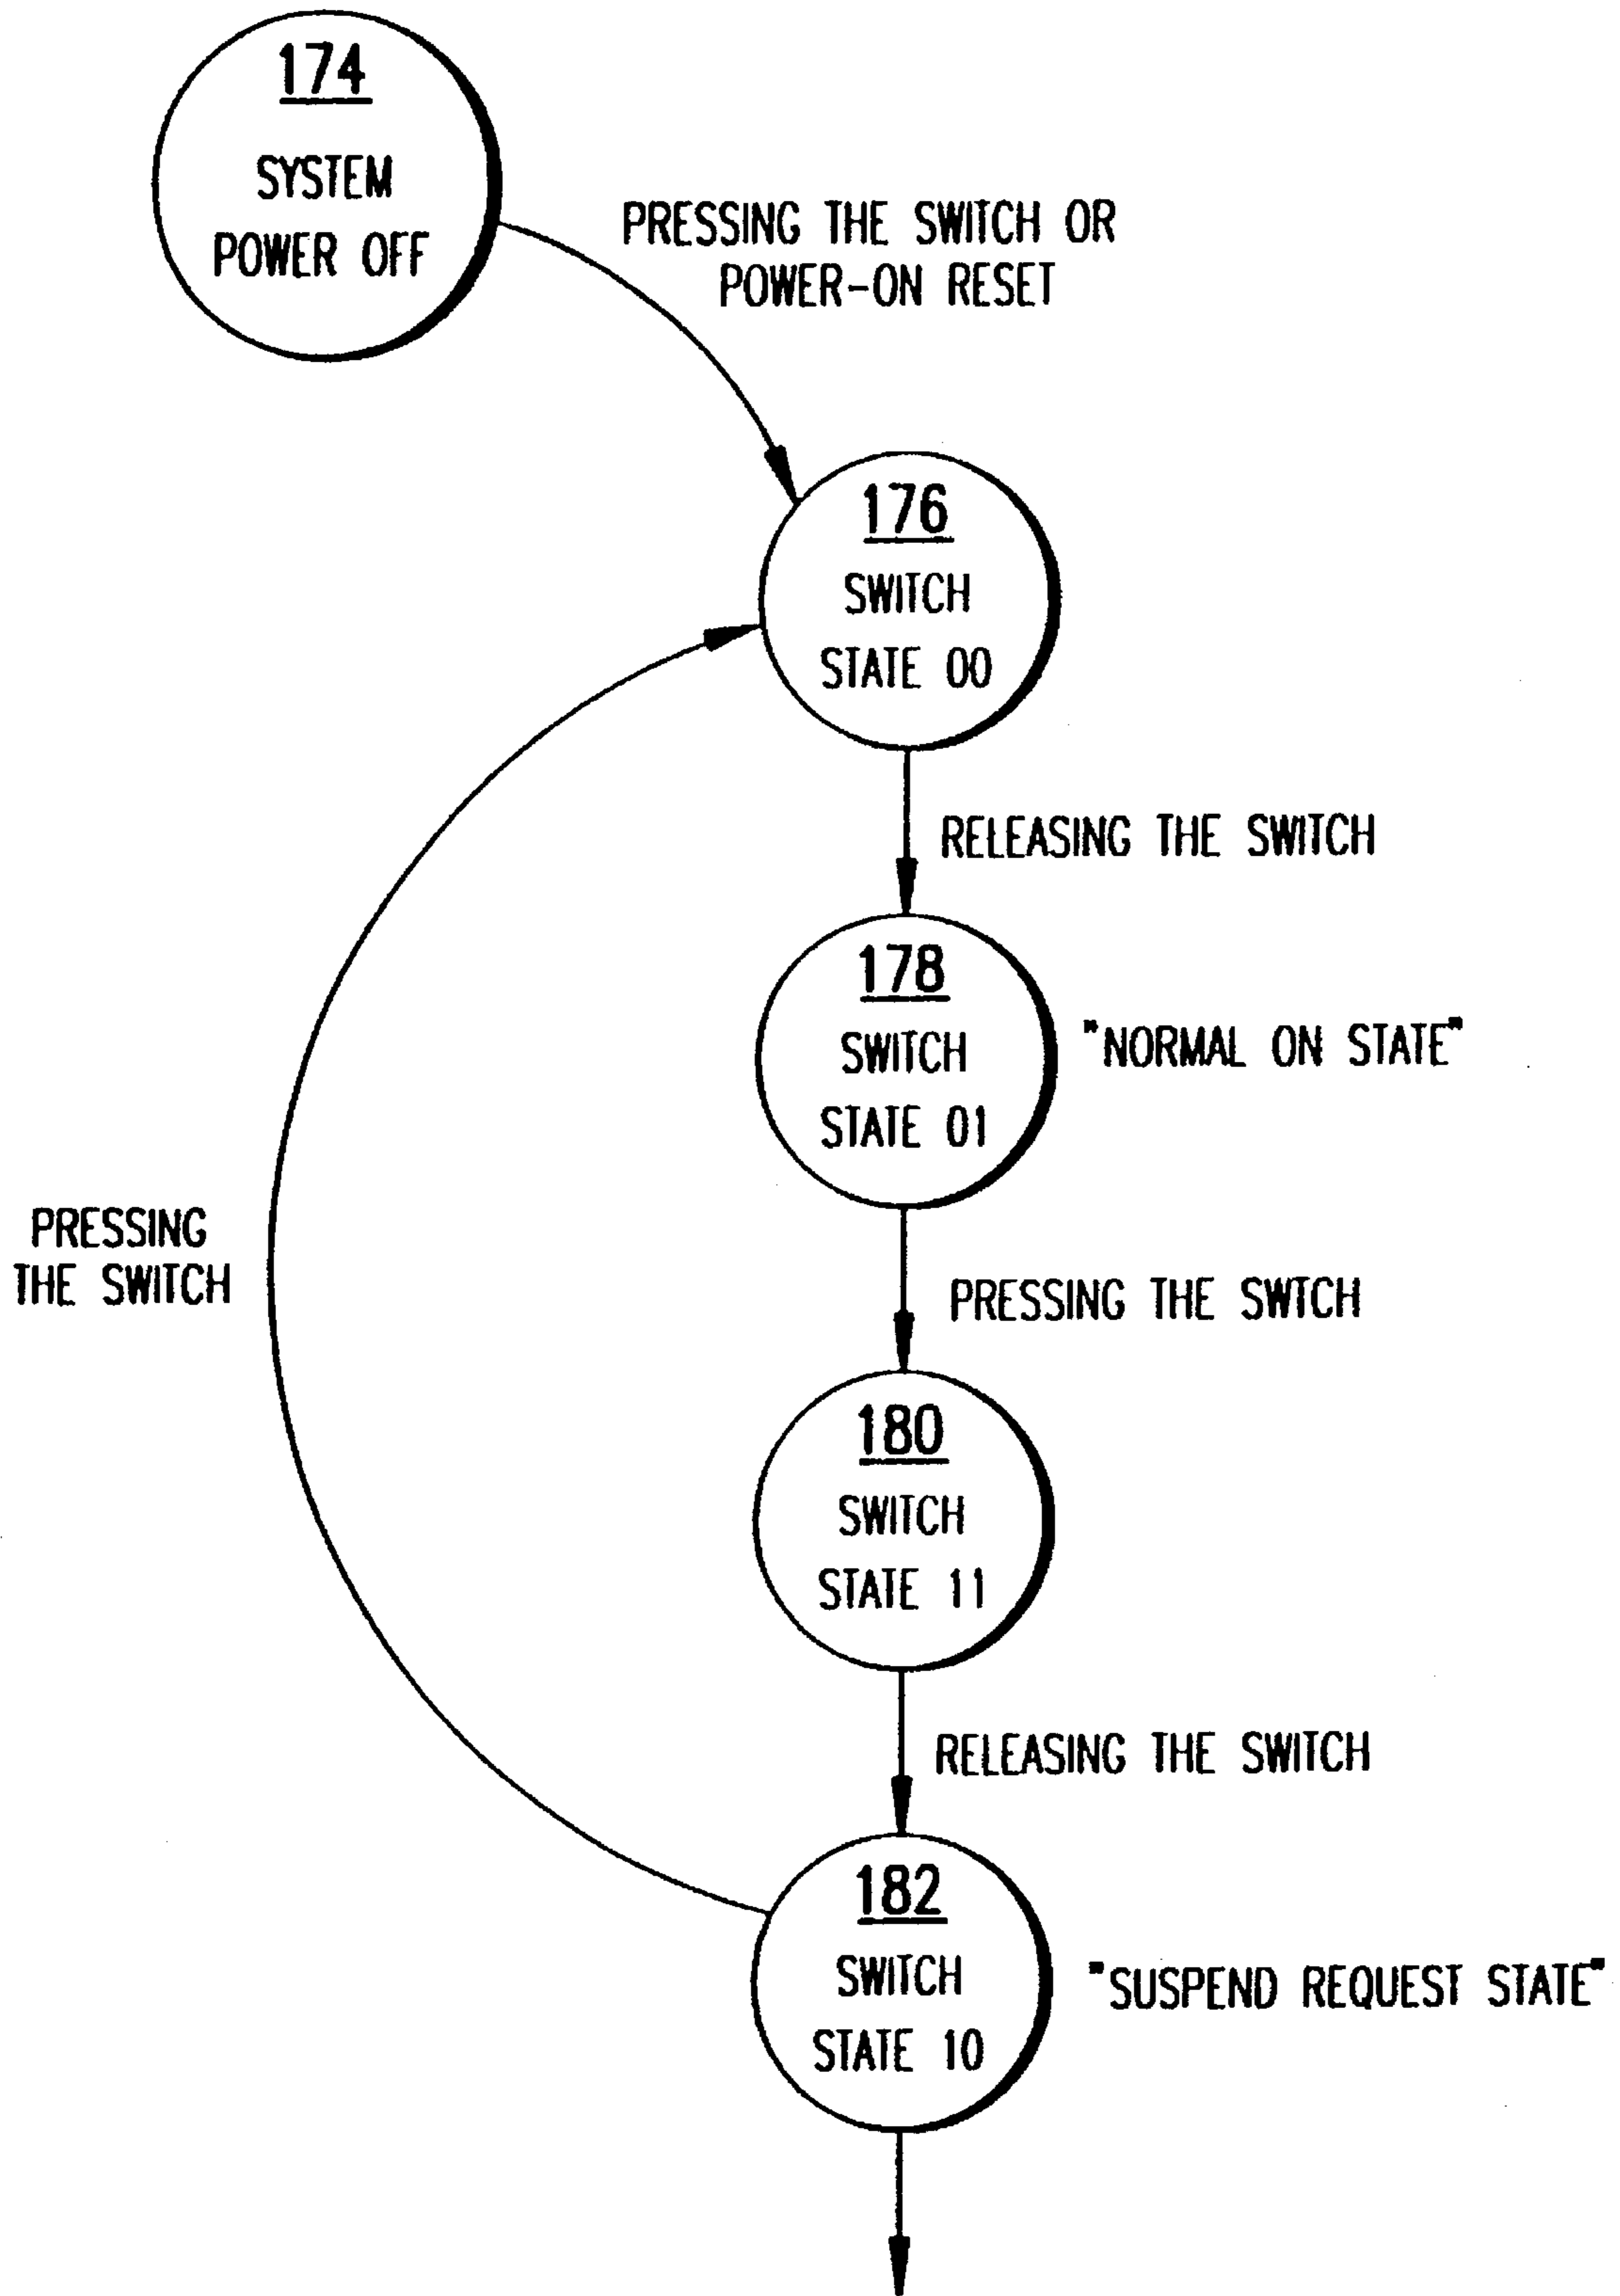 174
SYSTEM
POWER OFF
PRESSING THE SWITCH OR
POWER-ON RESET
176
SWITCH
STATE 00
RELEASING THE SWITCH
178
SWITCH
STATE 01
"NORMAL ON STATE"
PRESSING
THE SWITCH
PRESSING THE SWTCH
180
SWITCH
STATE 11
RELEASING THE SWITCH
182
SWITCH
STATE 10
"SUSPEND REQUEST STATE"